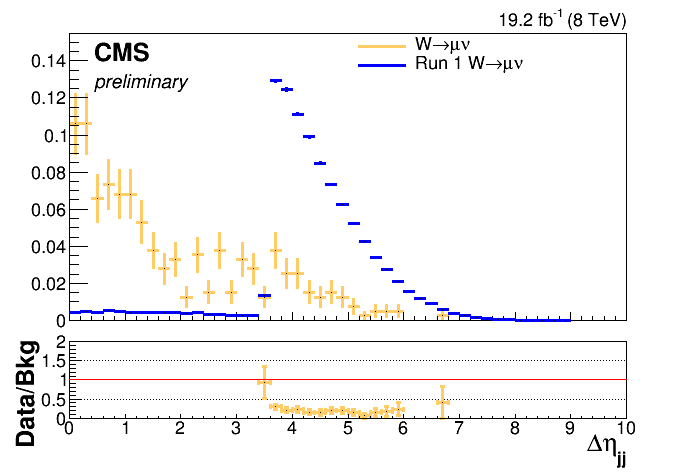 19.2 fb⁻¹ (8 TeV)
CMS
preliminary
W→μν
Run 1 W→μν
0.14
0.12
0.1
0.08
0.06
0.04
0.02
0
Data/Bkg
2
1.5
1
0.5
0
0 1 2 3 4 5 6 7 8 9 10
Δη_jj